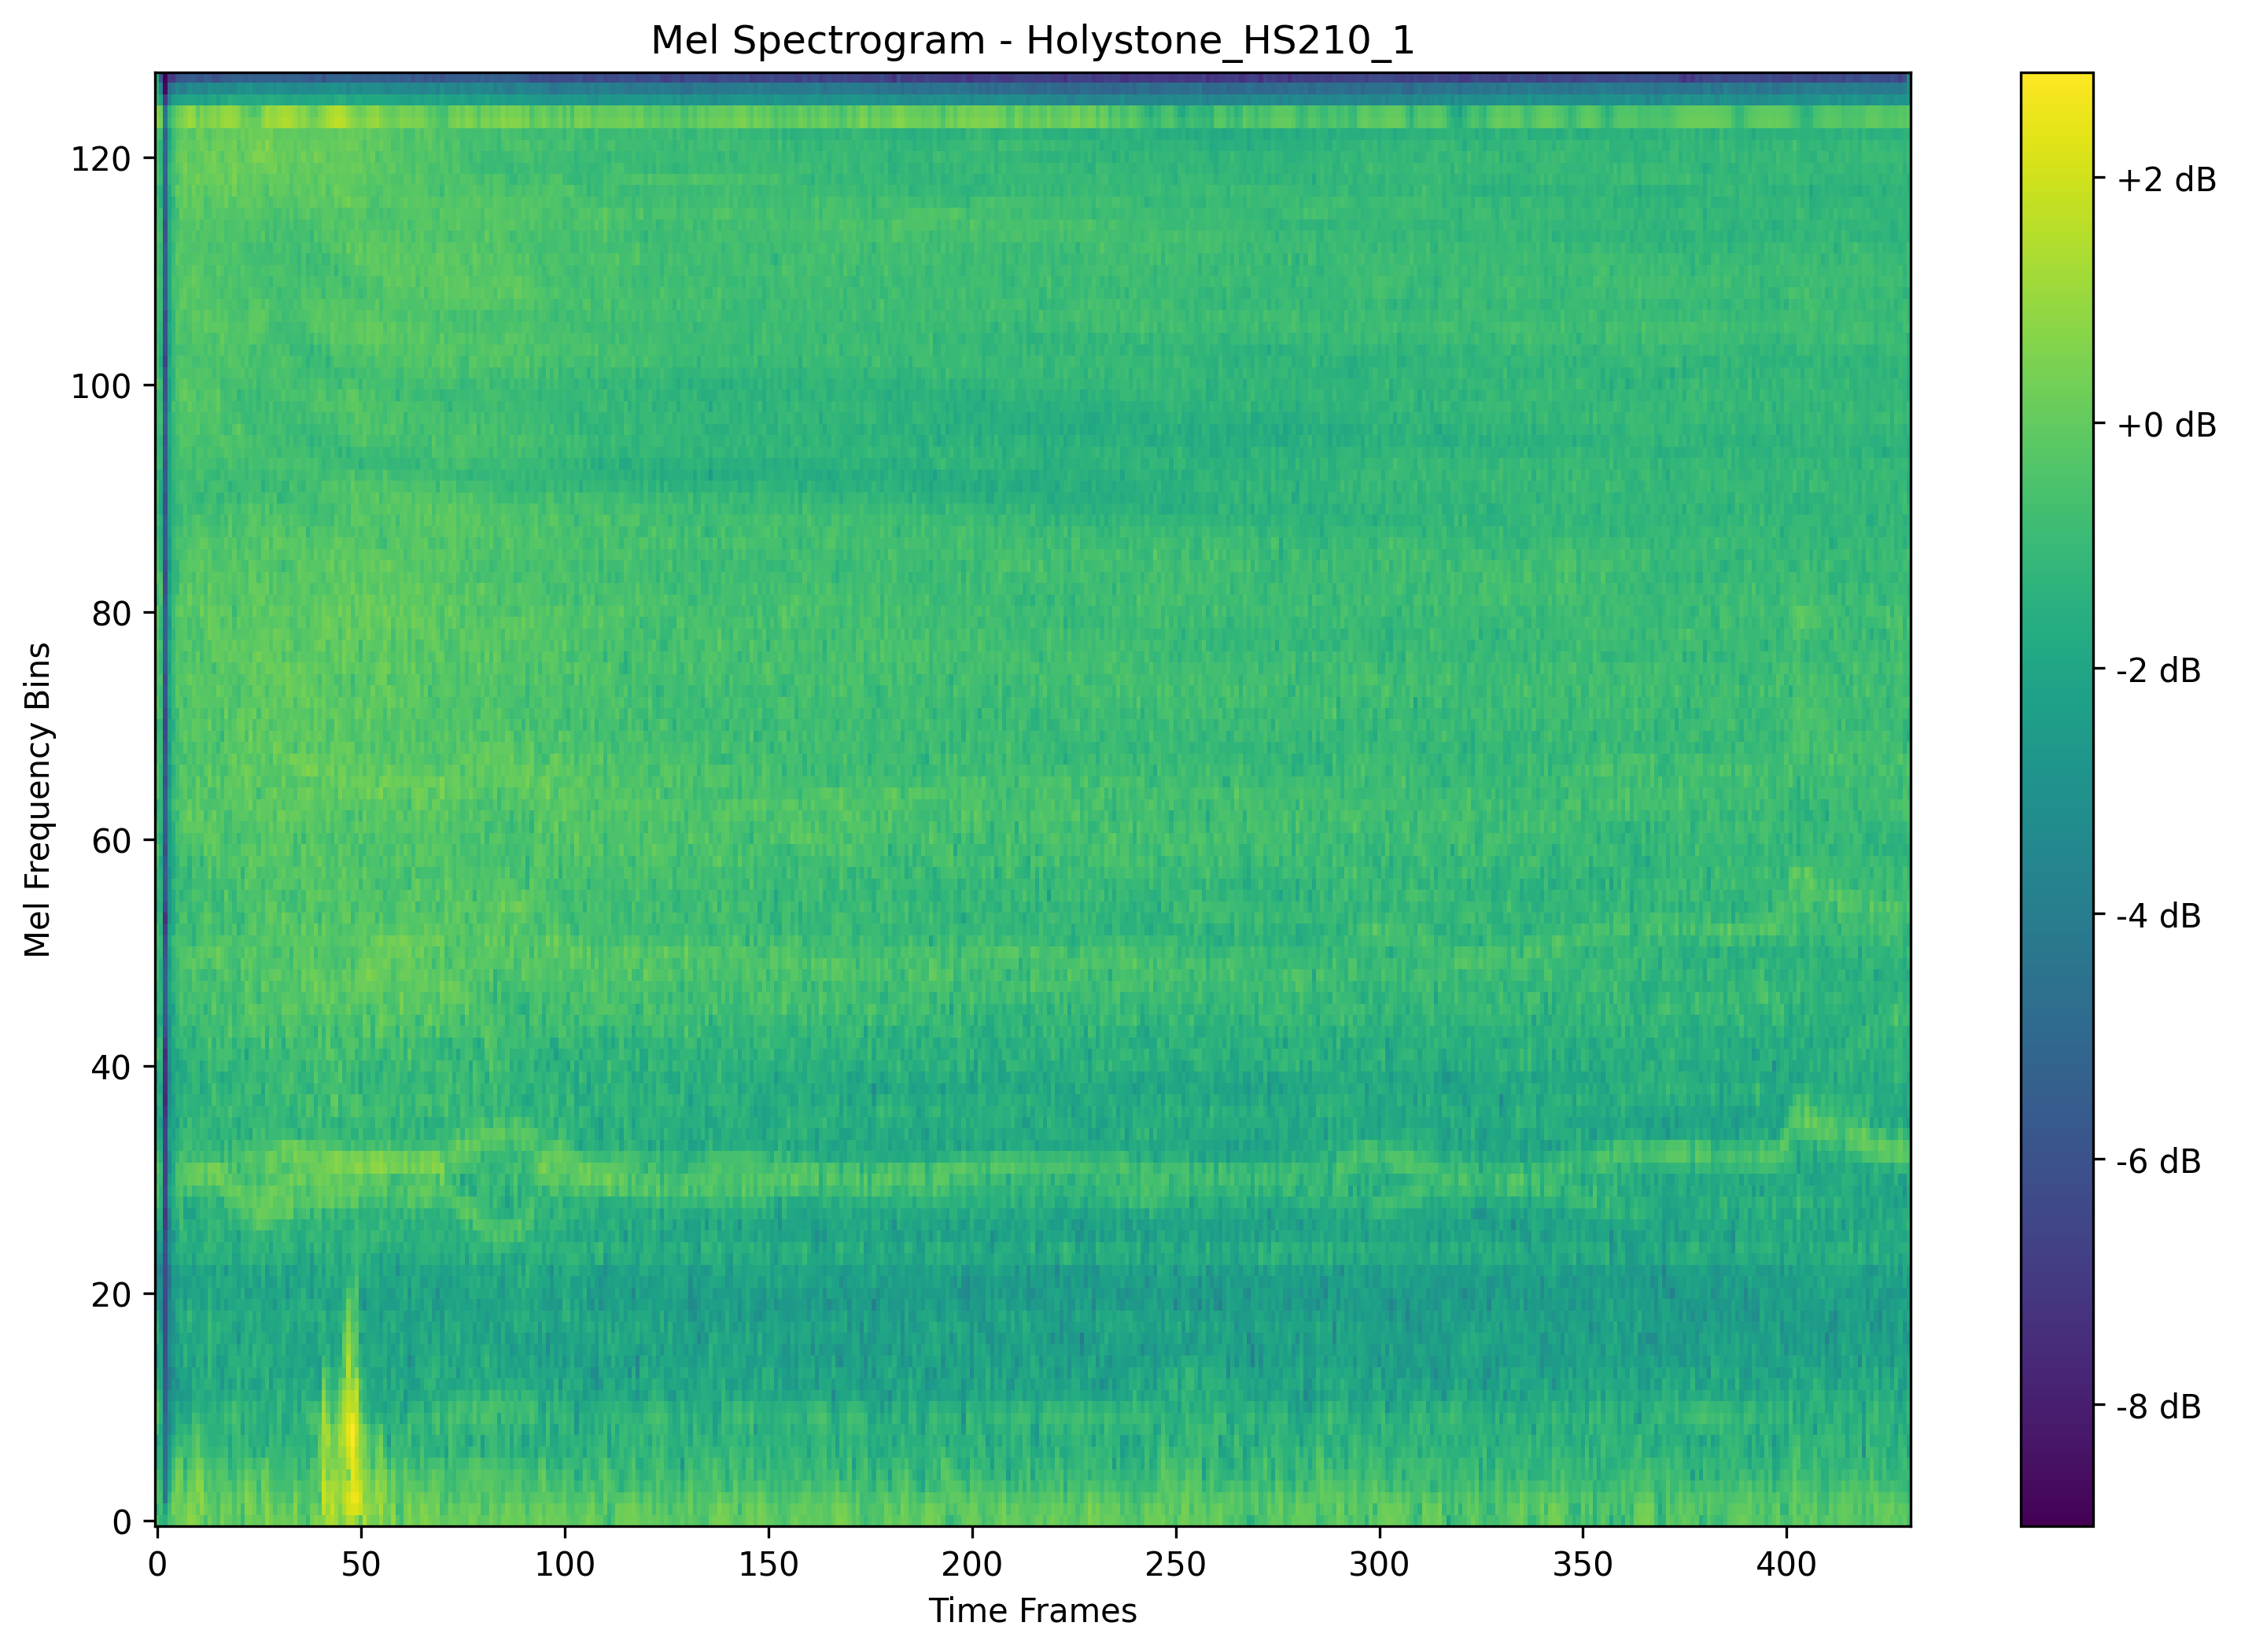 Mel Spectrogram - Holystone_HS210_1
Mel Frequency Bins
120
100
80
60
40
20
0
0 50 100 150 200 250 300 350 400
Time Frames
+2 dB
+0 dB
-2 dB
-4 dB
-6 dB
-8 dB